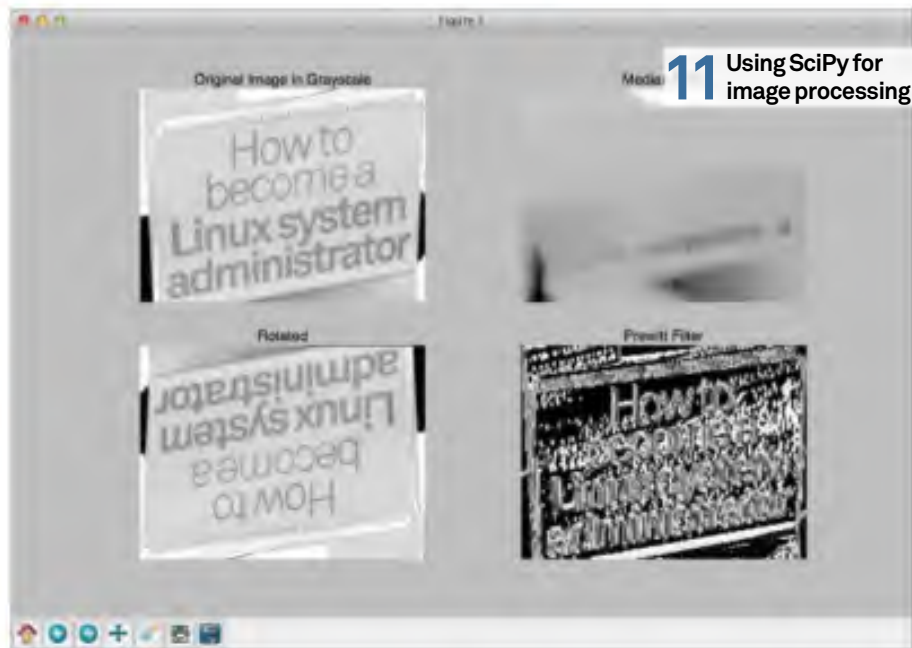 Figure 1
11 Using SciPy for
image processing
Original Image in Grayscale
Media
How to
become a
Linux system
administrator
Rotated
How to
become a
Linux system
administrator
Prewitt Filter
How to